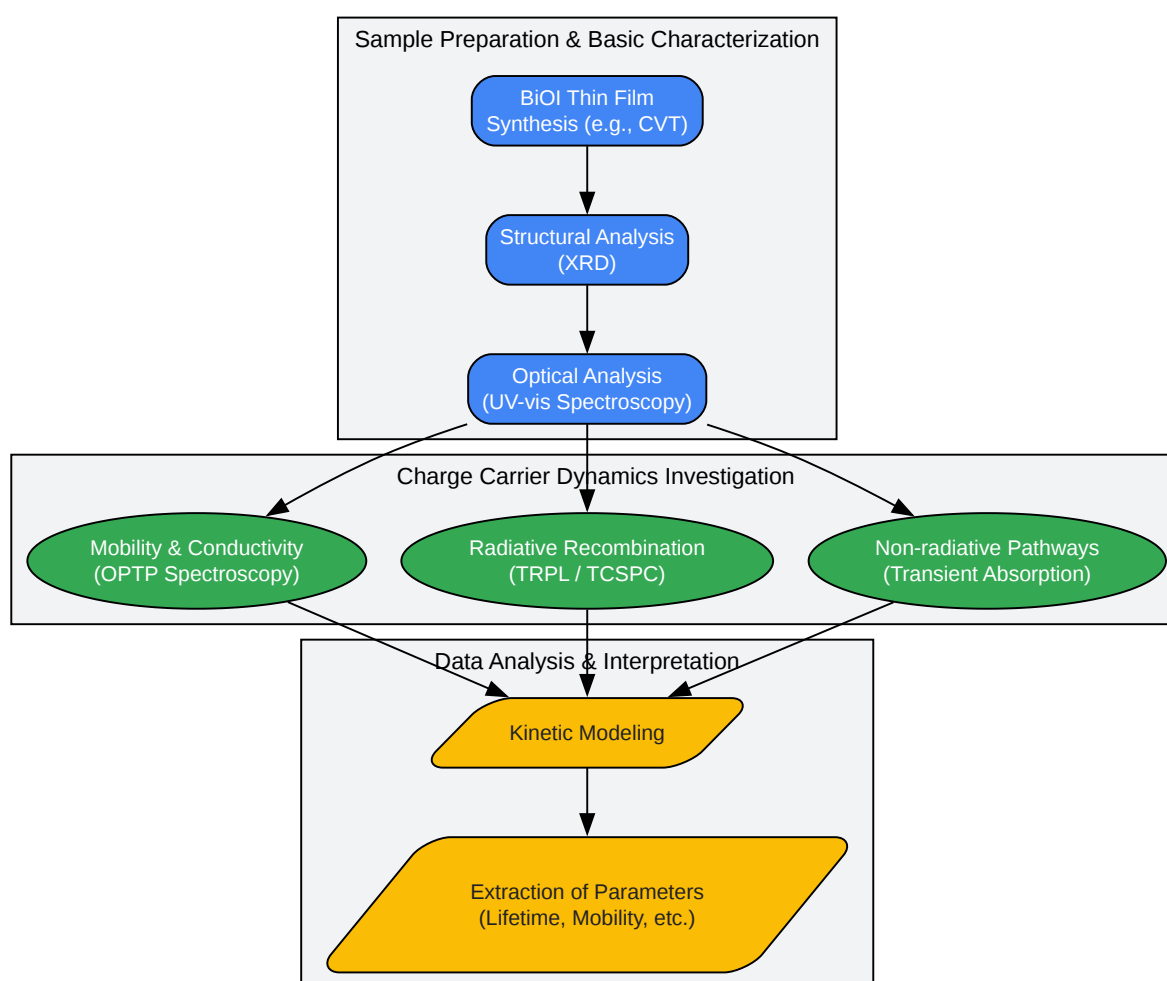 Sample Preparation & Basic Characterization
BiOI Thin Film
Synthesis (e.g., CVT)
Structural Analysis
(XRD)
Optical Analysis
(UV-vis Spectroscopy)
Charge Carrier Dynamics Investigation
Mobility & Conductivity
(OPTP Spectroscopy)
Radiative Recombination
(TRPL / TCSPC)
Non-radiative Pathways
(Transient Absorption)
Data Analysis & Interpretation
Kinetic Modeling
Extraction of Parameters
(Lifetime, Mobility, etc.)